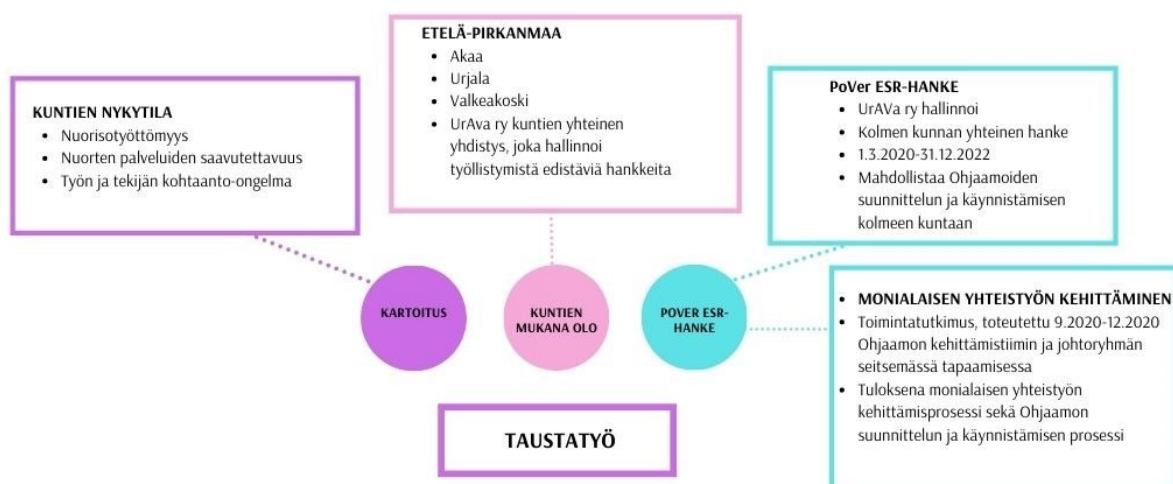 KUNTIEN NYKYTILA
• Nuorisotyöttömyys
• Nuorten palveluiden saavutettavuus
• Työn ja tekijän kohtaanto-ongelma
ETELÄ-PIRKANMAA
• Akaa
• Urjala
• Valkeakoski
• UrAva ry kuntien yhteinen
yhdistys, joka hallinnoi
työllistymistä edistäviä hankkeita
PoVer ESR-HANKE
• UrAVa ry hallinnoi
• Kolmen kunnan yhteinen hanke
• 1.3.2020-31.12.2022
• Mahdollistaa Ohjaamoiden
suunnittelun ja käynnistämisen
kolmeen kuntaan
KARTOITUS
KUNTIEN
MUKANA OLO
POVER ESR-
HANKE
• MONIALAISEN YHTEISTYÖN KEHITTÄMINEN
• Toimintatutkimus, toteutettu 9.2020-12.2020
Ohjaamon kehittämistiimin ja johtoryhmän
seitsemässä tapaamisessa
• Tuloksena monialaisen yhteistyön
kehittämisprosessi sekä Ohjaamon
suunnittelun ja käynnistämisen prosessi
TAUSTATYÖ